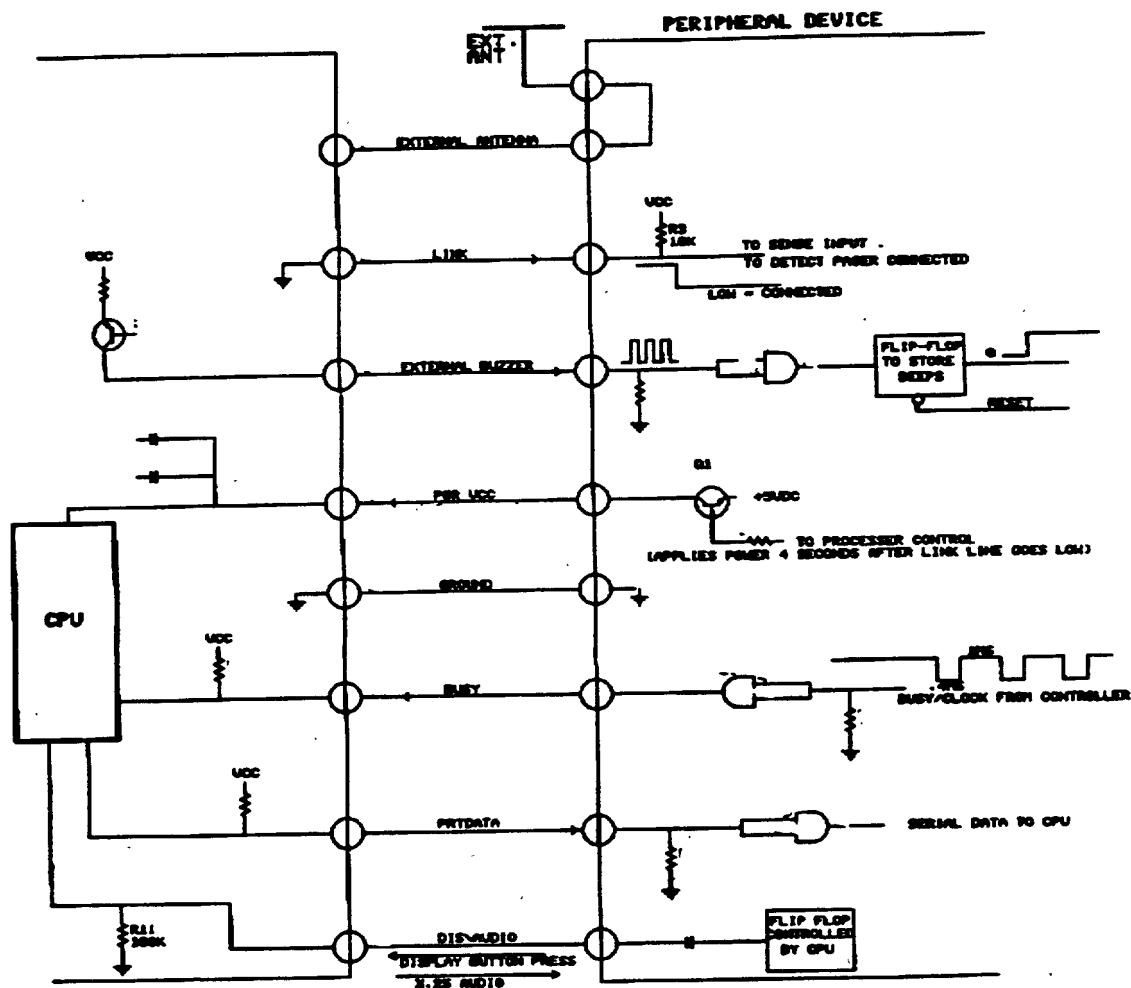 PERIPHERAL DEVICE
EXT.
ANT
EXTERNAL ANTENNA
VCC
R3
10K
TO SENSE INPUT .
TO DETECT PAGER CONNECTED
LINK
LOW = CONNECTED
VCC
FLIP-FLOP
TO STORE
BEEPS
EXTERNAL BUZZER
RESET
Q1
PGR VCC
+5VDC
TO PROCESSER CONTROL
(APPLIES POWER 4 SECONDS AFTER LINK LINE GOES LOW)
GROUND
CPU
VCC
BUSY
BUSY/CLOCK FROM CONTROLLER
VCC
PRTDATA
SERIAL DATA TO CPU
R11
FLIP FLOP
CONTROLLED
BY CPU
DIS\AUDIO
DISPLAY BUTTON PRESS
AUDIO